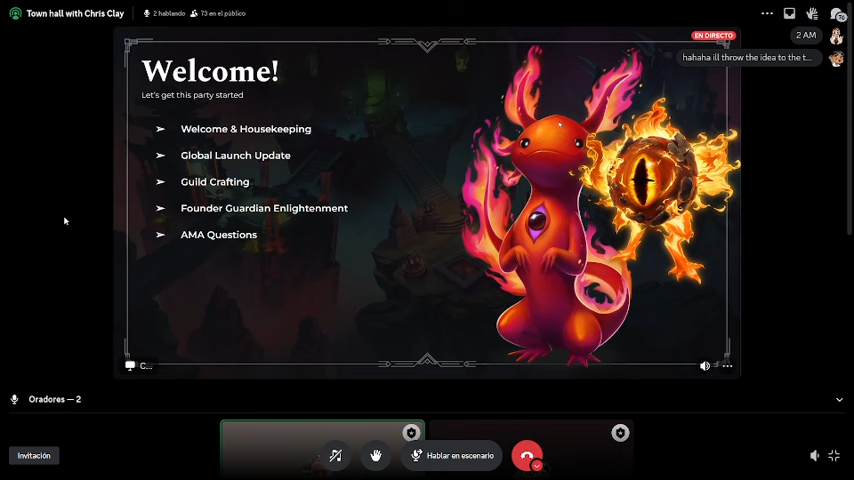 Town hall with Chris Clay
2 hablando
73 en el público
EN DIRECTO
2 AM
hahaha ill throw the idea to the t...
Welcome!
Let's get this party started
➤ Welcome & Housekeeping
➤ Global Launch Update
➤ Guild Crafting
➤ Founder Guardian Enlightenment
➤ AMA Questions
C...
Oradores — 2
Invitación
Hablar en escenario